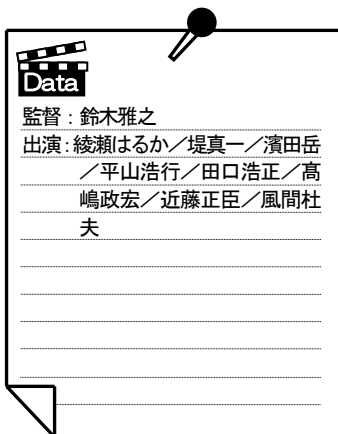 Data
監督：鈴木雅之
出演：綾瀬はるか／堤真一／濱田岳
／平山浩行／田口浩正／髙
嶋政宏／近藤正臣／風間杜
夫